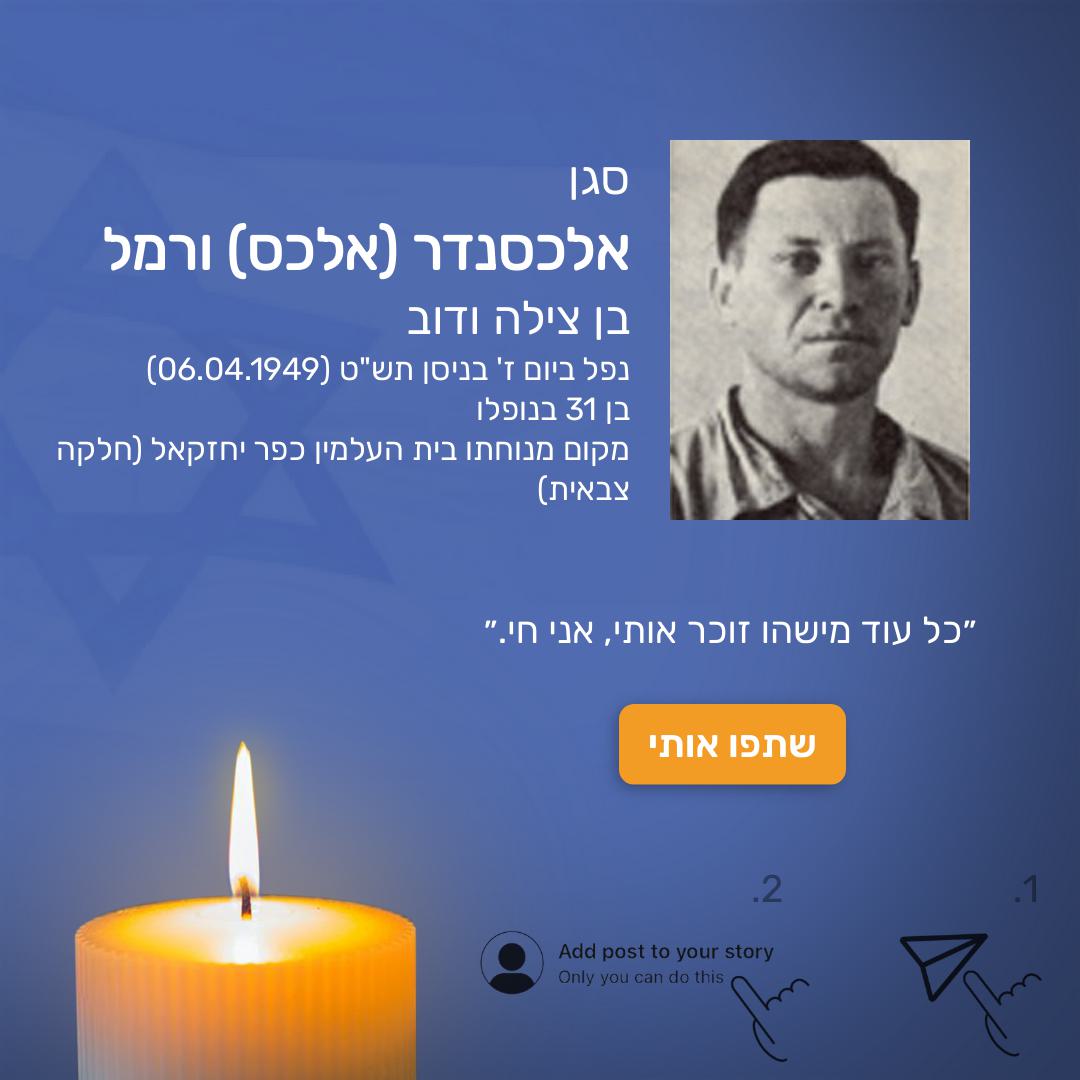 סגן
אלכסנדר (אלכס) ורמל
בן צילה ודוב
נפל ביום ז' בניסן תש"ט (06.04.1949)
בן 31 בנופלו
מקום מנוחתו בית העלמין כפר יחזקאל (חלקה
צבאית)
״כל עוד מישהו זוכר אותי, אני חי.״
שתפו אותי
.1
.2
Add post to your story
Only you can do this